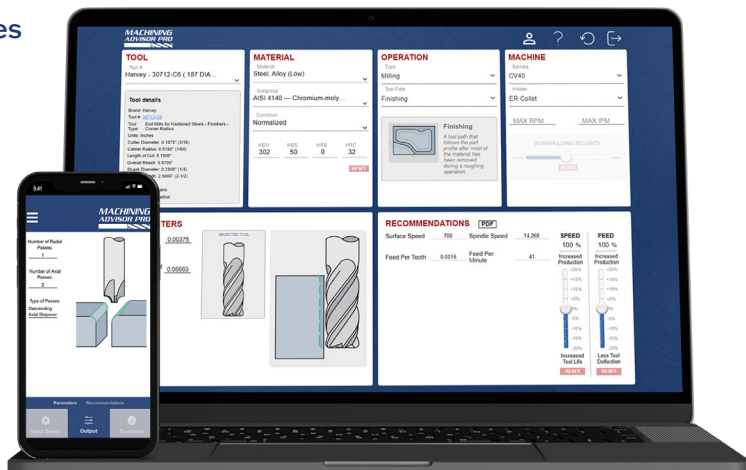 es
MACHINING
ADVISOR PRO
TOOL
Tool #
Harvey - 30712-C6 (.187 DIA...
Tool details
Brand: Harvey
Tool #: 30712-C6
Tool Type End Mills for Hardened Steels - Finishers - Corner Radius
Units: Inches
Cutter Diameter: 0.1870" (3/16)
Corner Radius: 0.0150" (1/64)
Length of Cut: 0.1500"
Overall Reach: 0.5700"
Shank Diameter: 0.2500" (1/4)
MATERIAL
Material
Steel, Alloy (Low)
Subgroup
AISI 4140 — Chromium-moly...
Condition
Normalized
HBW HBS HRB HRC
302 50 0 32
RESET
OPERATION
Type
Milling
Tool Path
Finishing
Finishing
A tool path that
follows the part
profile after most of
the material has
been removed
during a roughing
operation.
MACHINE
Spindle
CV40
Holder
ER Collet
MAX RPM MAX IPM
WORKHOLDING SECURITY
RESET
TERS
0.00375
0.06563
SELECTED TOOL
RECOMMENDATIONS PDF
Surface Speed 700 Spindle Speed 14,260
Feed Per Tooth 0.0016 Feed Per Minute 41
SPEED FEED
100 % 100 %
Increased Production Increased Production
+20% +20%
+15% +15%
+10% +10%
+5% +5%
0% 0%
-5% -5%
-10% -10%
-15% -15%
-20% -20%
Increased Tool Life Less Tool Deflection
RESET RESET
9:41
MACHINING
ADVISOR PRO
Number of Radial
Passes:
1
Number of Axial
Passes:
2
Type of Passes:
Descending
Axial Stepover
Parameters Recommendations
Input Specs Output Summary